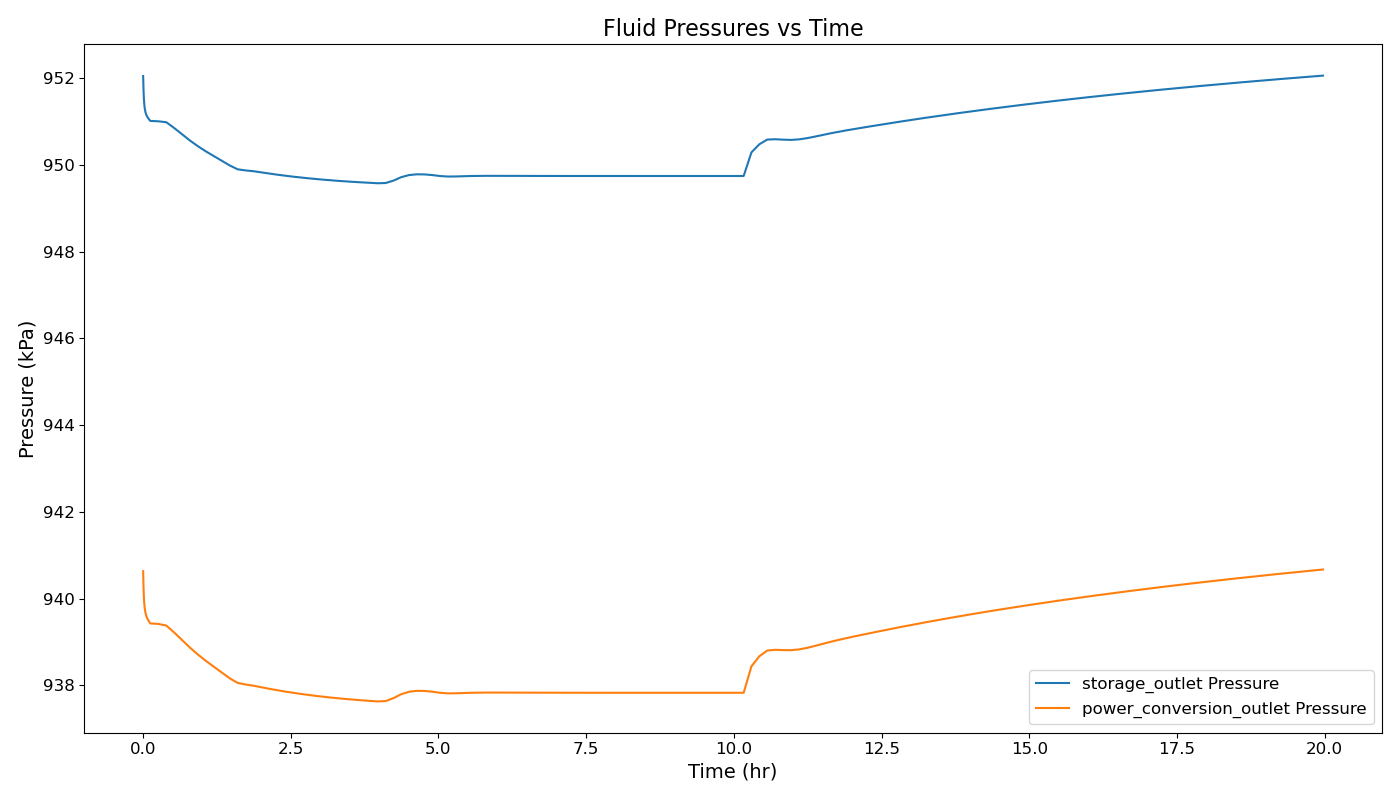 Fluid Pressures vs Time
Pressure (kPa)
952
950
948
946
944
942
940
938
0.0 2.5 5.0 7.5 10.0 12.5 15.0 17.5 20.0
Time (hr)
storage_outlet Pressure
power_conversion_outlet Pressure